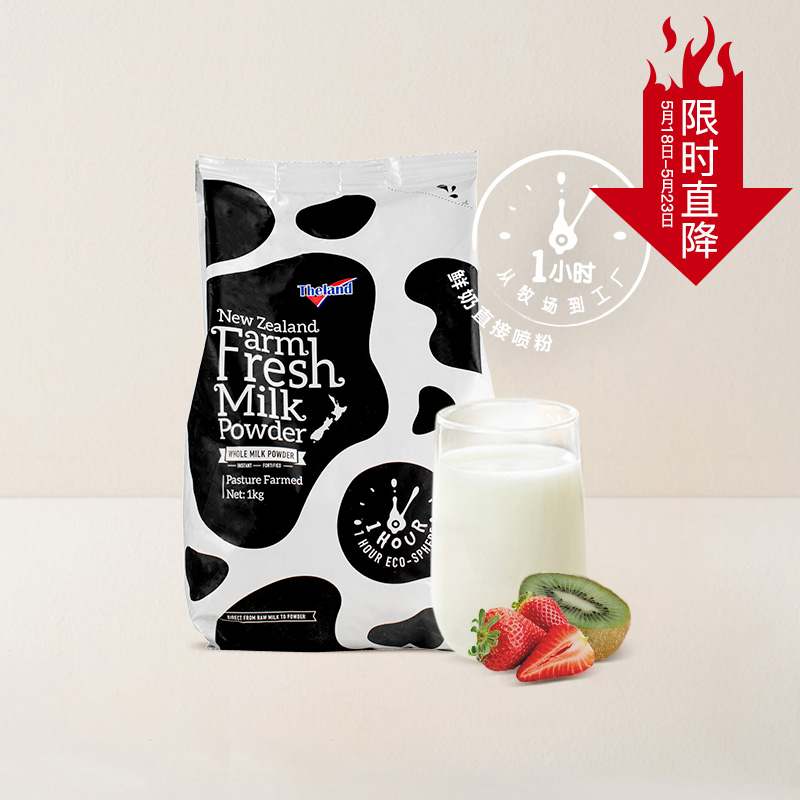 限时直降
5月18日-5月23日
1小时
从牧场到工厂
鲜奶直接喷粉
Theland
New Zealand
Farm
Fresh
Milk
Powder
WHOLE MILK POWDER
INSTANT FORTIFIED
Pasture Farmed
Net: 1kg
1 HOUR
1 HOUR ECO-SPHERE
DIRECT FROM RAW MILK TO POWDER